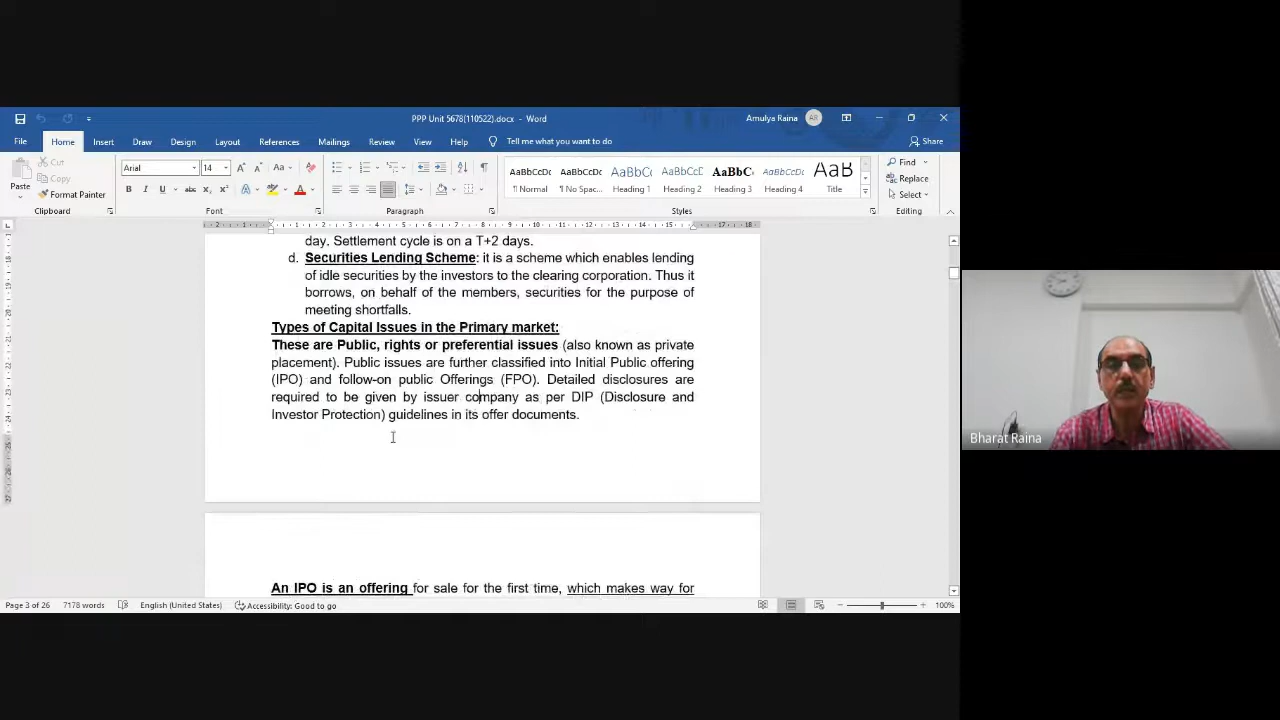 PPP Unit 5678(110522).docx - Word
Amulya Raina
AR
File Home Insert Draw Design Layout References Mailings Review View Help Tell me what you want to do
Share
Paste
Cut
Copy
Format Painter
Clipboard
Arial 14
Font
Paragraph
AaBbCcDc AaBbCcDc AaBbC( AaBbCcC AaBbC AaBbCcDc AaB
¶ Normal ¶ No Spac... Heading 1 Heading 2 Heading 3 Heading 4 Title
Styles
Find
Replace
Select
Editing
day. Settlement cycle is on a T+2 days.
d. Securities Lending Scheme: it is a scheme which enables lending
of idle securities by the investors to the clearing corporation. Thus it
borrows, on behalf of the members, securities for the purpose of
meeting shortfalls.
Types of Capital Issues in the Primary market:
These are Public, rights or preferential issues (also known as private
placement). Public issues are further classified into Initial Public offering
(IPO) and follow-on public Offerings (FPO). Detailed disclosures are
required to be given by issuer company as per DIP (Disclosure and
Investor Protection) guidelines in its offer documents.
An IPO is an offering for sale for the first time, which makes way for
Page 3 of 26 7178 words English (United States) Accessibility: Good to go
100%
Bharat Raina